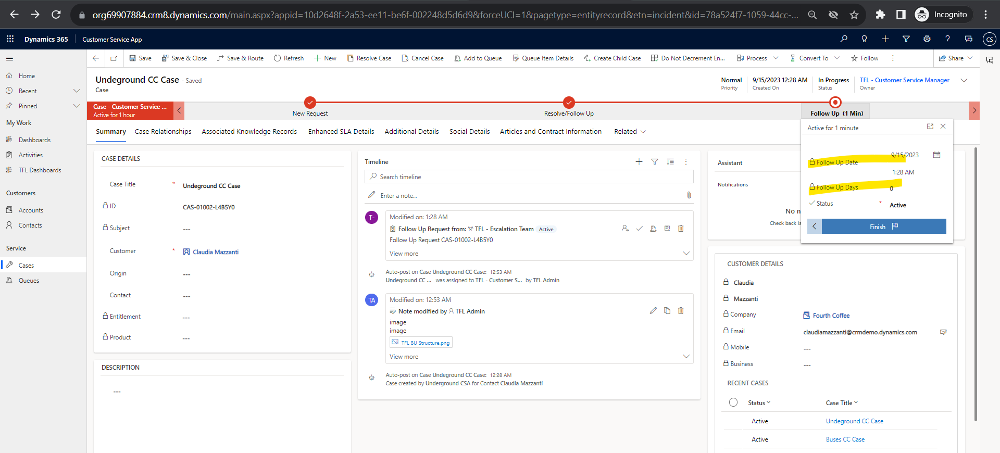 org69907884.crm8.dynamics.com/main.aspx?appid=10d2648f-2a53-ee11-be6f-002248d5d6d9&forceUCI=1&pagetype=entityrecord&etn=incident&id=78a524f7-1059-44cc-...
Incognito
Dynamics 365 Customer Service App
CS
Save Save & Close Save & Route Refresh New Resolve Case Cancel Case Add to Queue Queue Item Details Create Child Case Do Not Decrement En... Process Convert To Follow Share
Home
Recent
Pinned
My Work
Dashboards
Activities
TFL Dashboards
Customers
Accounts
Contacts
Service
Cases
Queues
Undeground CC Case - Saved
Case
Normal
Priority
9/15/2023 12:28 AM
Created On
In Progress
Status
TFL - Customer Service Manager
Owner
Case - Customer Service ...
Active for 1 hour
New Request
Resolve/Follow Up
Follow Up (1 Min)
Summary Case Relationships Associated Knowledge Records Enhanced SLA Details Additional Details Social Details Articles and Contract Information Related
Active for 1 minute
Follow Up Date
9/15/2023
1:28 AM
Follow Up Days
0
Status * Active
Finish
CASE DETAILS
Case Title * Undeground CC Case
ID CAS-01002-L4B5Y0
Subject ---
Customer * Claudia Mazzanti
Origin ---
Contact ---
Entitlement ---
Product ---
DESCRIPTION
---
Timeline
Search timeline
Enter a note...
T-
Modified on: 1:28 AM
Follow Up Request from: TFL - Escalation Team Active
Follow Up Request CAS-01002-L4B5Y0
View more
Auto-post on Case Undeground CC Case: 12:53 AM
Undeground CC ... was assigned to TFL - Customer S... by TFL Admin
TA
Modified on: 12:53 AM
Note modified by TFL Admin
image
image
TFL BU Structure.png
View more
Auto-post on Case Undeground CC Case: 12:28 AM
Case created by Underground CSA for Contact Claudia Mazzanti
Assistant
Notifications
No n
Check back la
CUSTOMER DETAILS
Claudia
Mazzanti
Company Fourth Coffee
Email claudiamazzanti@crmdemo.dynamics.com
Mobile ---
Business ---
RECENT CASES
Status Case Title
Active Undeground CC Case
Active Buses CC Case